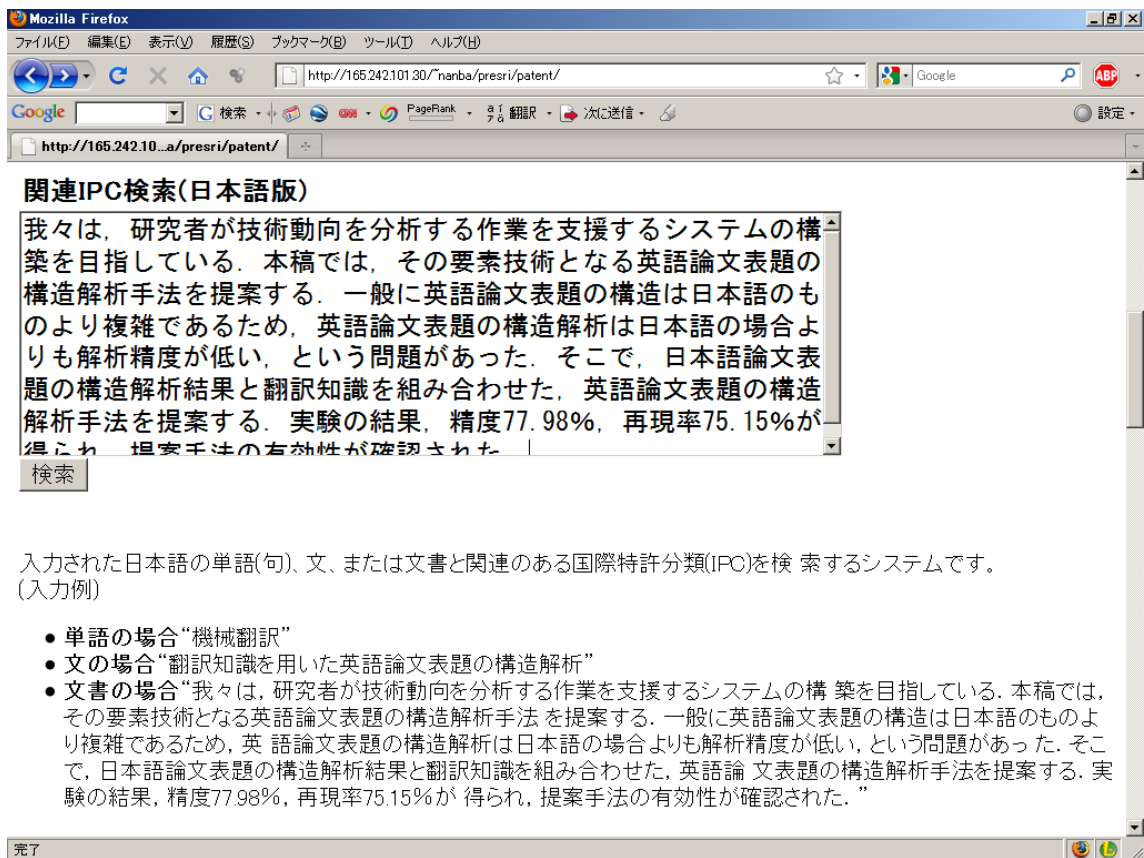 Mozilla Firefox
ファイル(F) 編集(E) 表示(V) 履歴(S) ブックマーク(B) ツール(T) ヘルプ(H)
http://165.242.101.30/~nanba/presri/patent/
Google
ABP
Google
検索
CNN
PageRank
翻訳
次に送信
設定
http://165.242.10...a/presri/patent/
関連IPC検索(日本語版)
我々は，研究者が技術動向を分析する作業を支援するシステムの構
築を目指している．本稿では，その要素技術となる英語論文表題の
構造解析手法を提案する．一般に英語論文表題の構造は日本語のも
のより複雑であるため，英語論文表題の構造解析は日本語の場合よ
りも解析精度が低い，という問題があった．そこで，日本語論文表
題の構造解析結果と翻訳知識を組み合わせた，英語論文表題の構造
解析手法を提案する．実験の結果，精度77.98%，再現率75.15%が
得られ，提案手法の有効性が確認された．
検索
入力された日本語の単語(句)、文、または文書と関連のある国際特許分類(IPC)を検 索するシステムです。
(入力例)
● 単語の場合“機械翻訳”
● 文の場合“翻訳知識を用いた英語論文表題の構造解析”
● 文書の場合“我々は，研究者が技術動向を分析する作業を支援するシステムの構 築を目指している．本稿では，
その要素技術となる英語論文表題の構造解析手法 を提案する．一般に英語論文表題の構造は日本語のものよ
り複雑であるため，英 語論文表題の構造解析は日本語の場合よりも解析精度が低い，という問題があっ た．そこ
で，日本語論文表題の構造解析結果と翻訳知識を組み合わせた，英語論 文表題の構造解析手法を提案する．実
験の結果，精度77.98％，再現率75.15％が 得られ，提案手法の有効性が確認された．”
完了